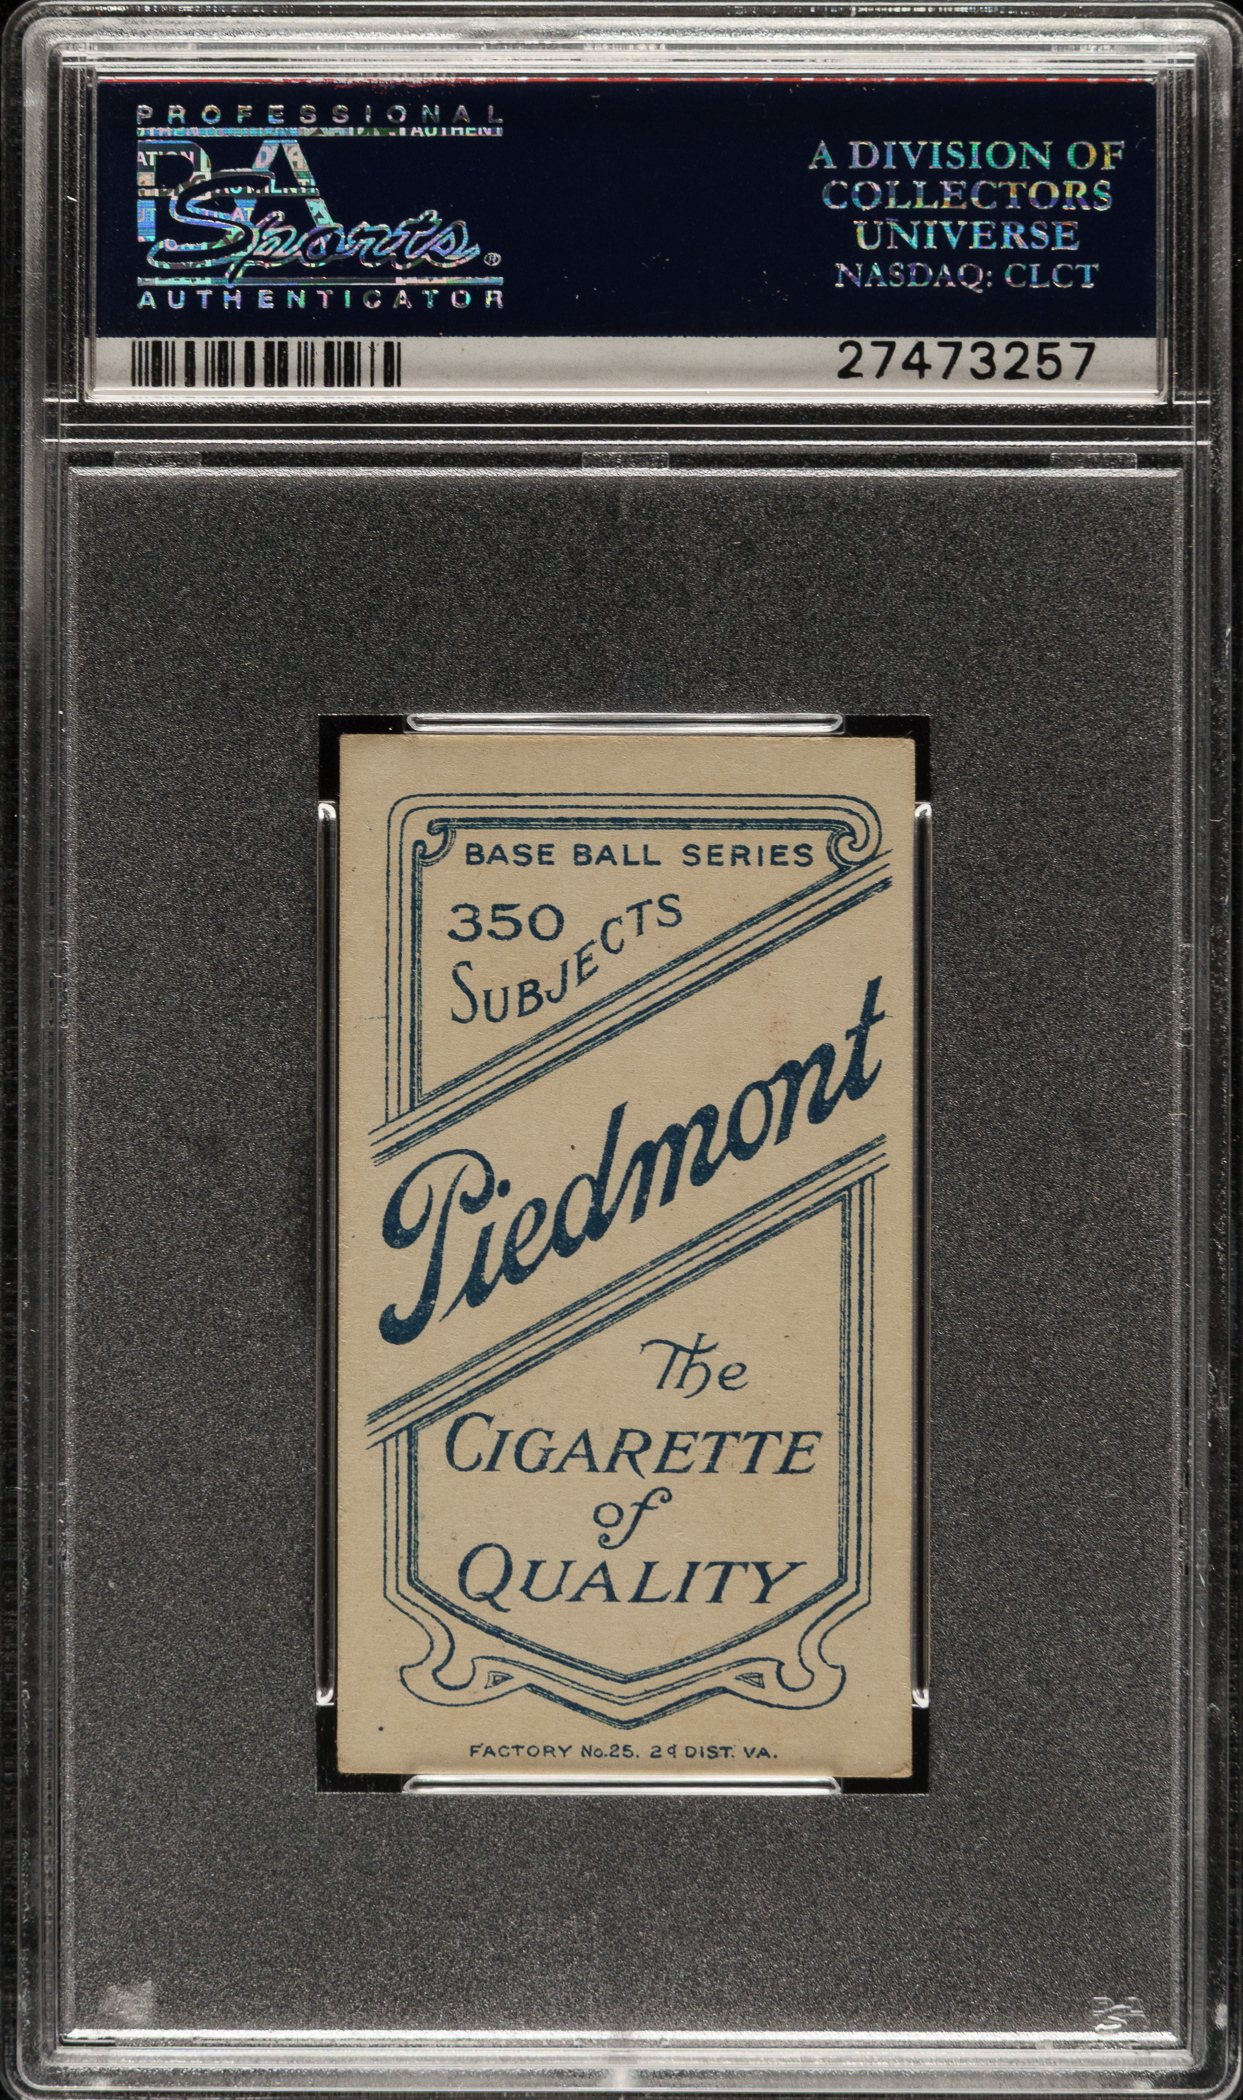 PROFESSIONAL
PSA
Sports®
AUTHENTICATOR
A DIVISION OF
COLLECTORS
UNIVERSE
NASDAQ: CLCT
27473257
BASE BALL SERIES
350
SUBJECTS
Piedmont
The
CIGARETTE
of
QUALITY
FACTORY No.25. 2d DIST. VA.